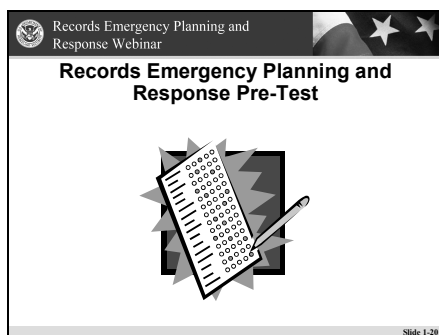 Records Emergency Planning and
Response Webinar
Records Emergency Planning and
Response Pre-Test
Slide 1-20